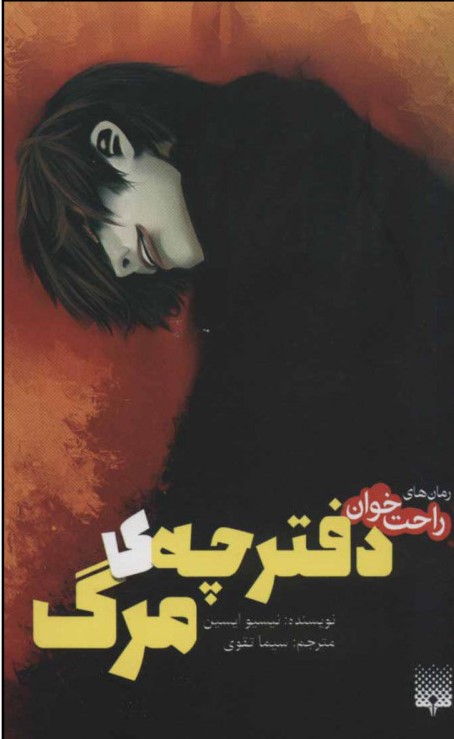 رمان‌های
راحت‌خوان
دفترچه‌ی
مرگ
نویسنده: نیسیو ایسین
مترجم: سیما تقوی